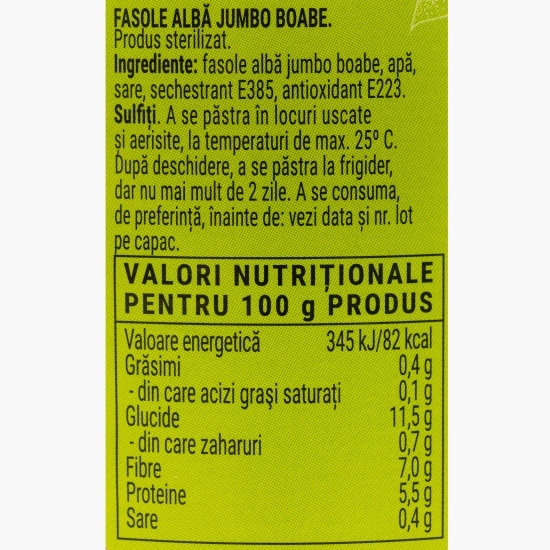 FASOLE ALBĂ JUMBO BOABE.
Produs sterilizat.
Ingrediente: fasole albă jumbo boabe, apă,
sare, sechestrant E385, antioxidant E223.
Sulfiți. A se păstra în locuri uscate
și aerisite, la temperaturi de max. 25º C.
După deschidere, a se păstra la frigider,
dar nu mai mult de 2 zile. A se consuma,
de preferință, înainte de: vezi data și nr. lot
pe capac.
VALORI NUTRIȚIONALE
PENTRU 100 g PRODUS
Valoare energetică 345 kJ/82 kcal
Grăsimi 0,4 g
- din care acizi grași saturați 0,1 g
Glucide 11,5 g
- din care zaharuri 0,7 g
Fibre 7,0 g
Proteine 5,5 g
Sare 0,4 g